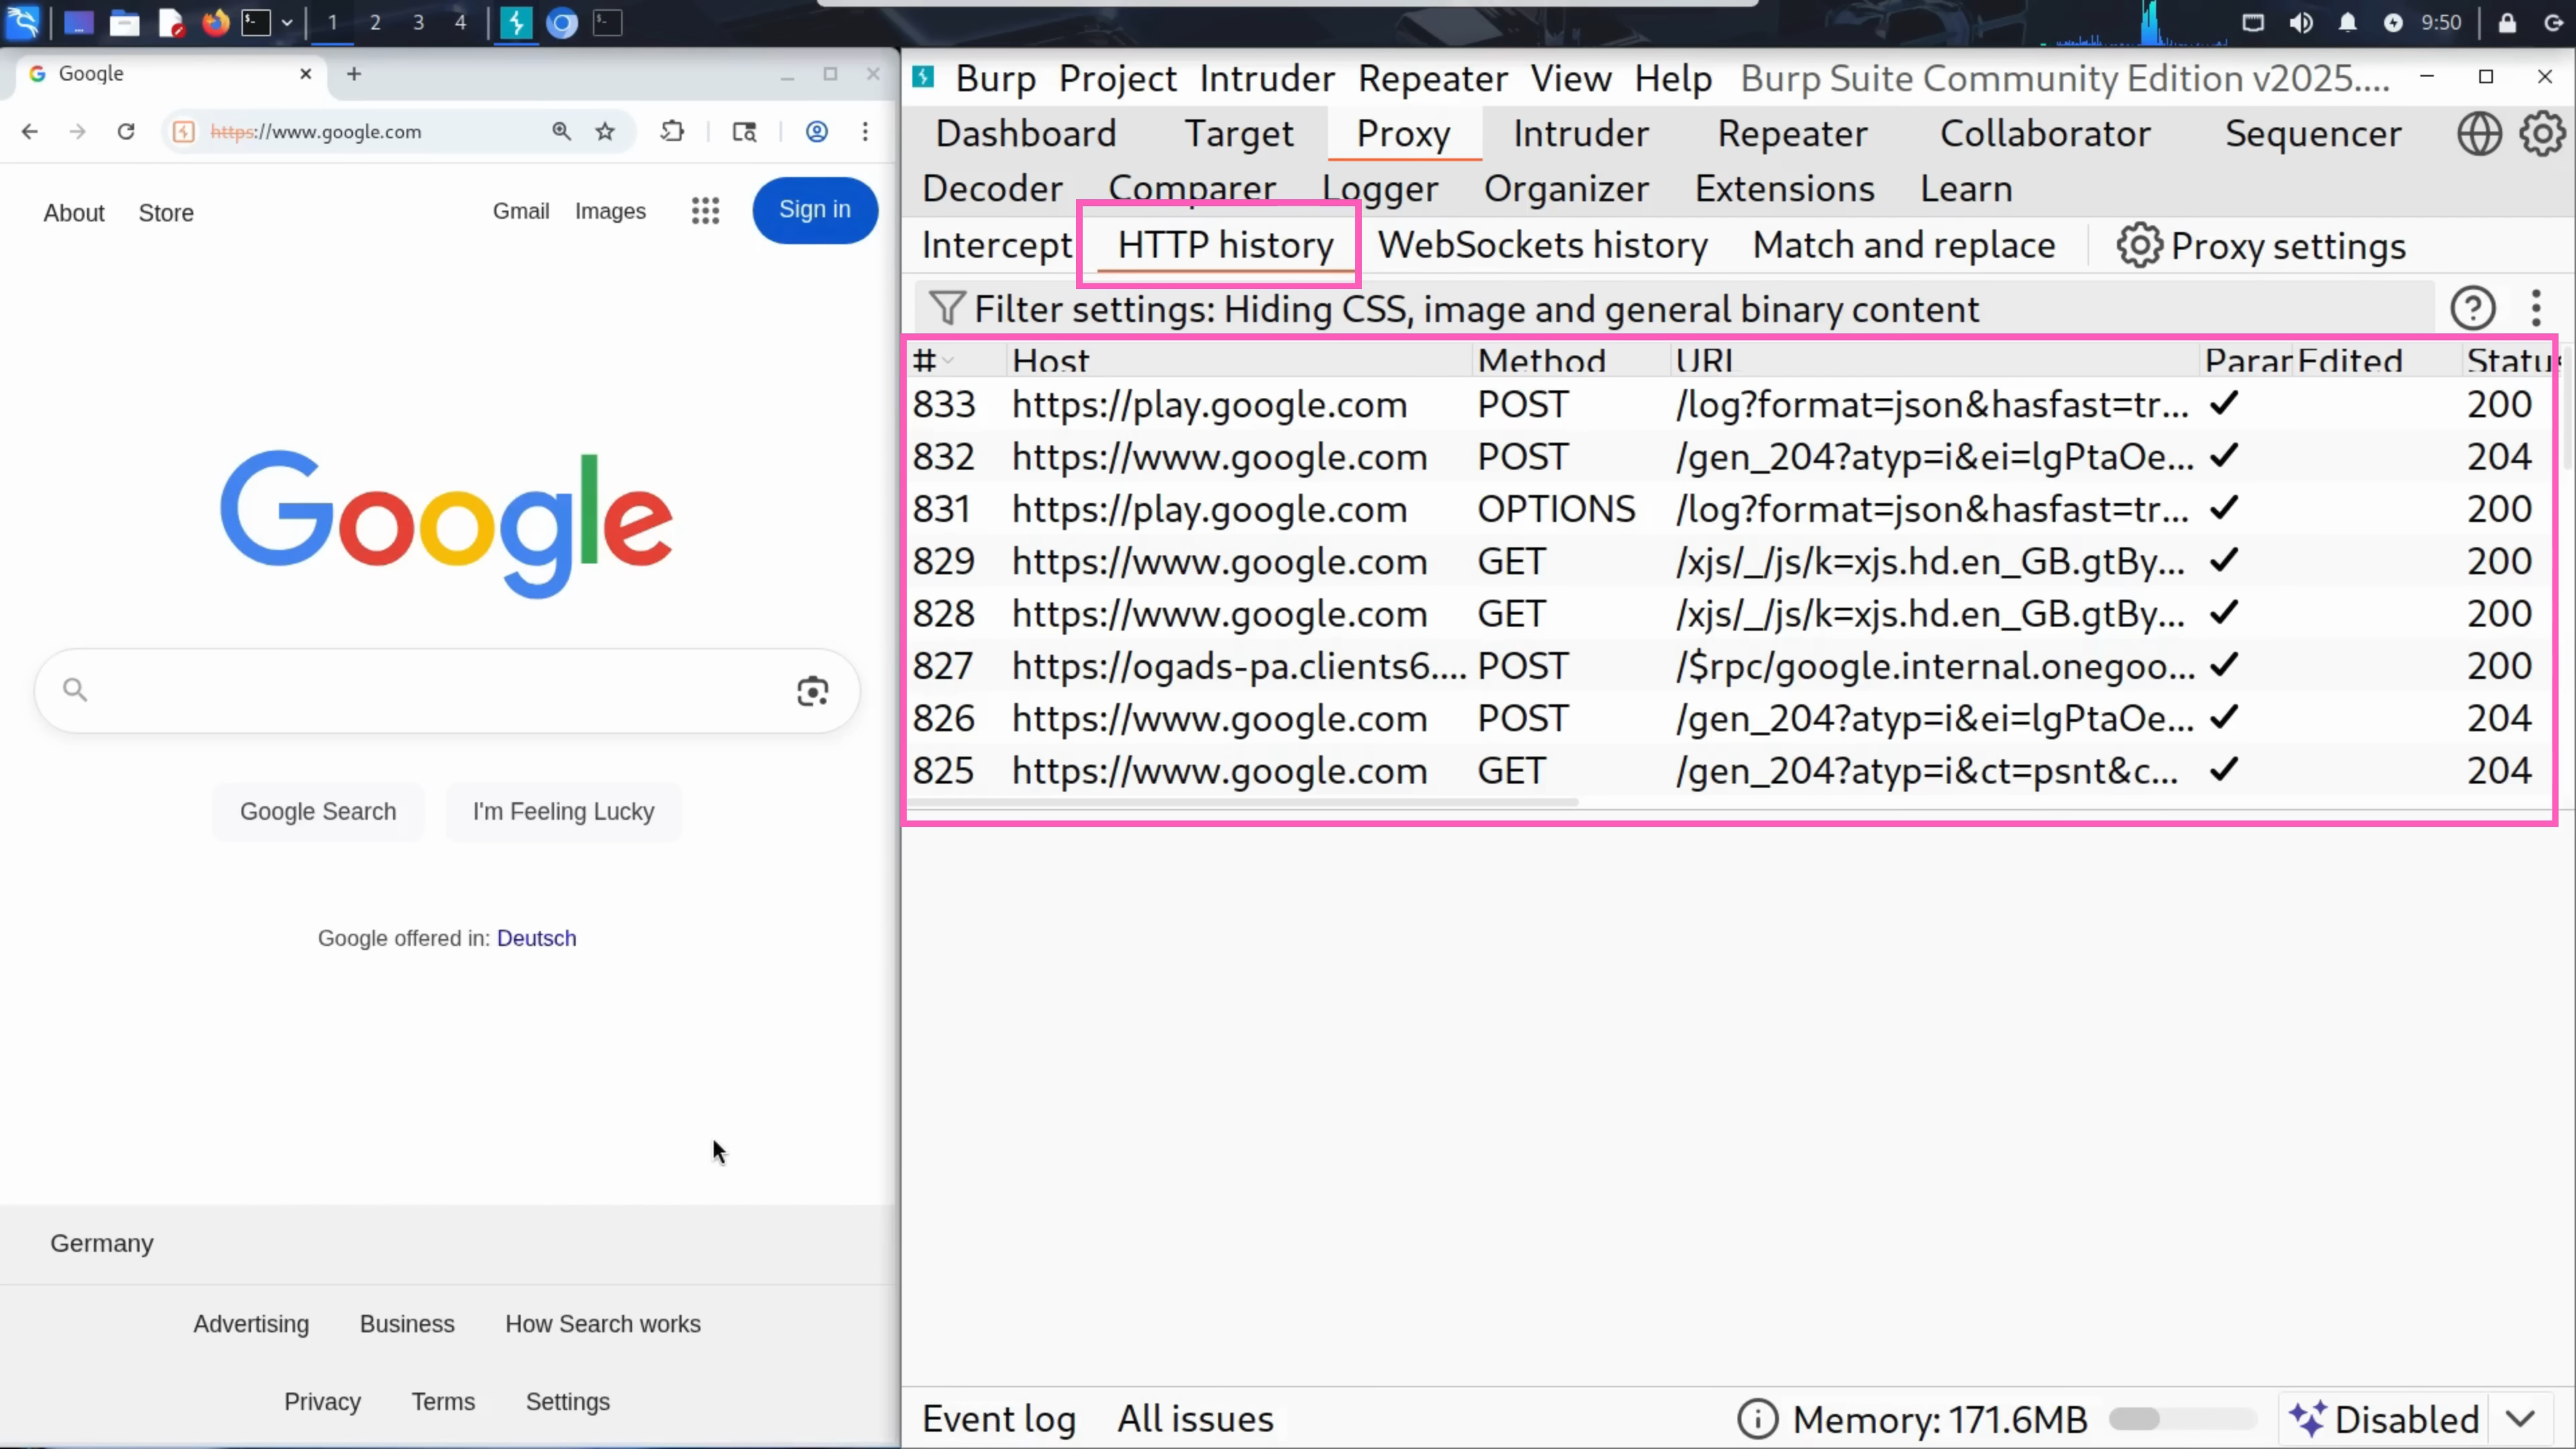 1 2 3 4 9:50
Google
https://www.google.com
About Store Gmail Images Sign in
Google
Google Search I'm Feeling Lucky
Google offered in: Deutsch
Germany
Advertising Business How Search works
Privacy Terms Settings
Burp Project Intruder Repeater View Help Burp Suite Community Edition v2025....
Dashboard Target Proxy Intruder Repeater Collaborator Sequencer
Decoder Comparer Logger Organizer Extensions Learn
Intercept HTTP history WebSockets history Match and replace Proxy settings
Filter settings: Hiding CSS, image and general binary content
# Host Method URL Param Edited Status
833 https://play.google.com POST /log?format=json&hasfast=tr... ✓ 200
832 https://www.google.com POST /gen_204?atyp=i&ei=lgPtaOe... ✓ 204
831 https://play.google.com OPTIONS /log?format=json&hasfast=tr... ✓ 200
829 https://www.google.com GET /xjs/_/js/k=xjs.hd.en_GB.gtBy... ✓ 200
828 https://www.google.com GET /xjs/_/js/k=xjs.hd.en_GB.gtBy... ✓ 200
827 https://ogads-pa.clients6.... POST /$rpc/google.internal.onegoo... ✓ 200
826 https://www.google.com POST /gen_204?atyp=i&ei=lgPtaOe... ✓ 204
825 https://www.google.com GET /gen_204?atyp=i&ct=psnt&c... ✓ 204
Event log All issues Memory: 171.6MB Disabled